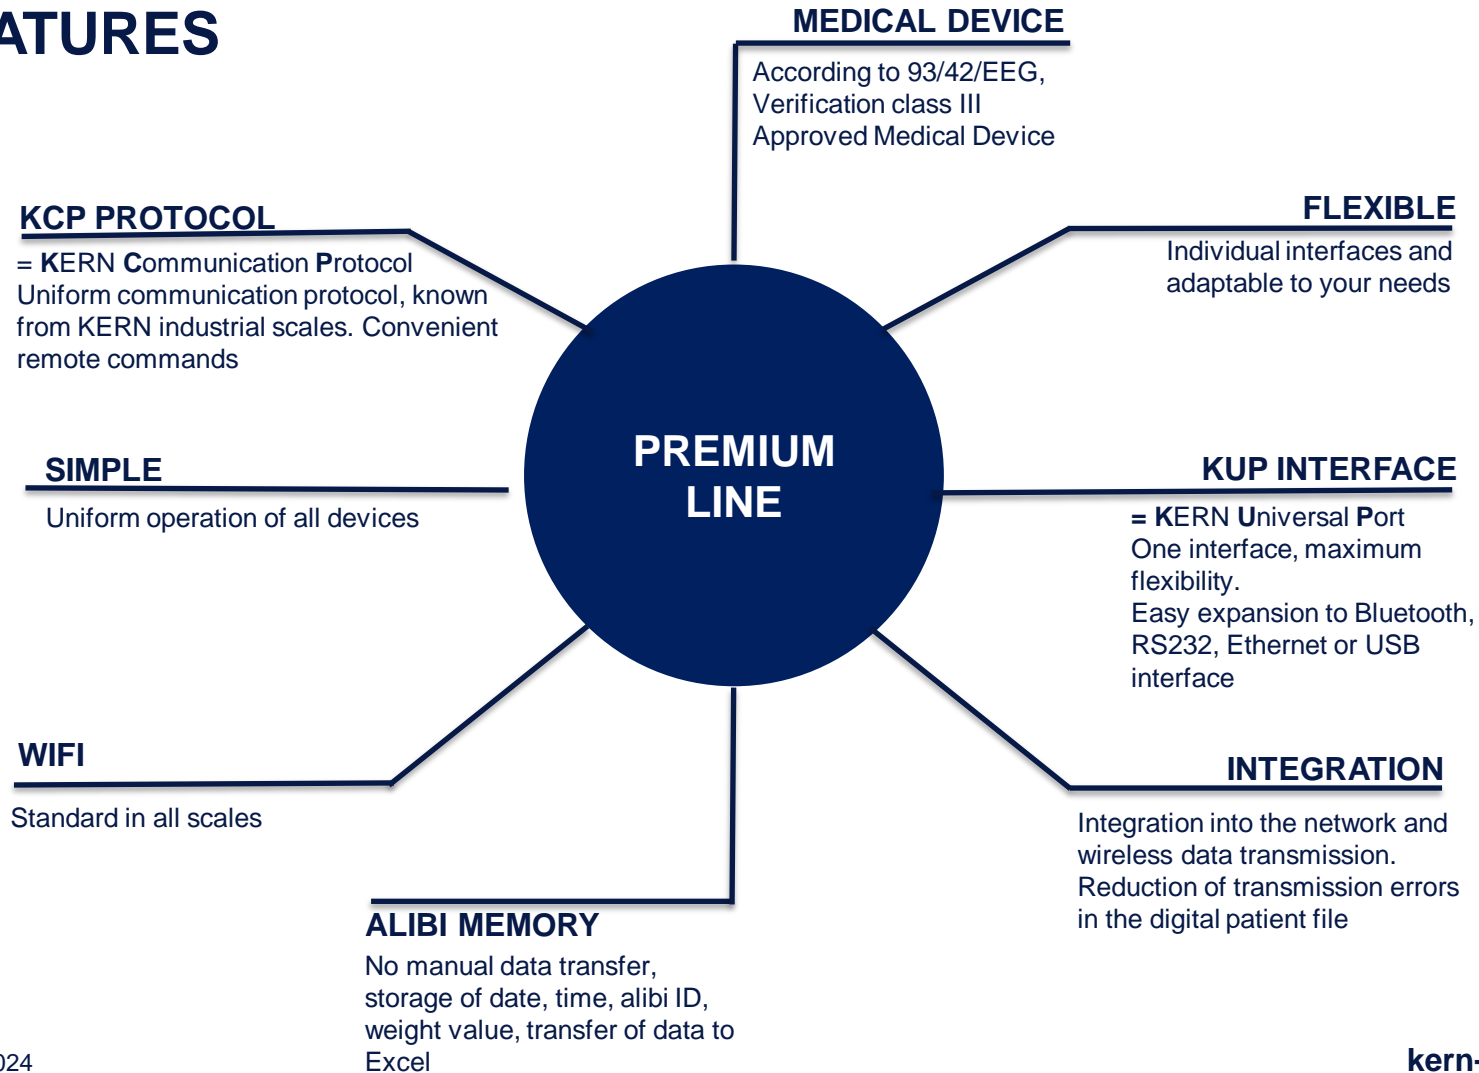 ATURES
MEDICAL DEVICE
According to 93/42/EEG,
Verification class III
Approved Medical Device
KCP PROTOCOL
= KERN Communication Protocol
Uniform communication protocol, known
from KERN industrial scales. Convenient
remote commands
FLEXIBLE
Individual interfaces and
adaptable to your needs
PREMIUM
LINE
SIMPLE
Uniform operation of all devices
KUP INTERFACE
= KERN Universal Port
One interface, maximum
flexibility.
Easy expansion to Bluetooth,
RS232, Ethernet or USB
interface
WIFI
Standard in all scales
INTEGRATION
Integration into the network and
wireless data transmission.
Reduction of transmission errors
in the digital patient file
ALIBI MEMORY
No manual data transfer,
storage of date, time, alibi ID,
weight value, transfer of data to
Excel
024
kern-